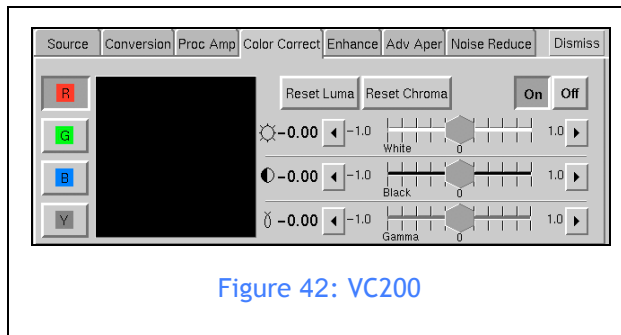 Source Conversion Proc Amp Color Correct Enhance Adv Aper Noise Reduce Dismiss
R Reset Luma Reset Chroma On Off
G -0.00 -1.0 White 0 1.0
B -0.00 -1.0 Black 0 1.0
Y -0.00 -1.0 Gamma 0 1.0
Figure 42: VC200